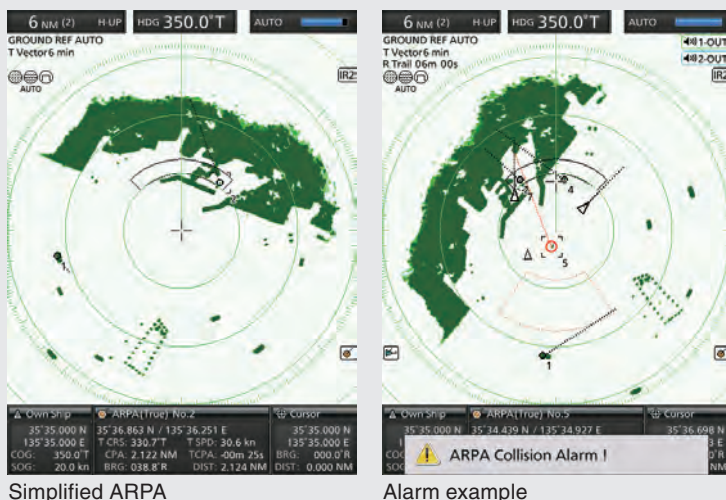 6 NM (2) H-UP HDG 350.0°T AUTO
GROUND REF AUTO
T Vector 6 min
AUTO
1
2
Own Ship ARPA(True) No.2 Cursor
35°35.000 N 35°36.863 N / 135°36.251 E 35°35.000 N
135°35.000 E T CRS: 330.7°T T SPD: 30.6 kn 135°35.000 E
COG: 350.0°T CPA: 2.122 NM TCPA: -00m 25s BRG: 000.0°R
SOG: 20.0 kn BRG: 038.8°R DIST: 2.124 NM DIST: 0.000 NM
Simplified ARPA
6 NM (2) H-UP HDG 350.0°T AUTO
GROUND REF AUTO
T Vector 6 min
R Trail 06m 00s
1-OUT
2-OUT
AUTO
7
4
5
1
Own Ship ARPA(True) No.5 Cursor
35°35.000 N 35°34.439 N / 135°34.927 E 35°36.698 N
ARPA Collision Alarm !
Alarm example